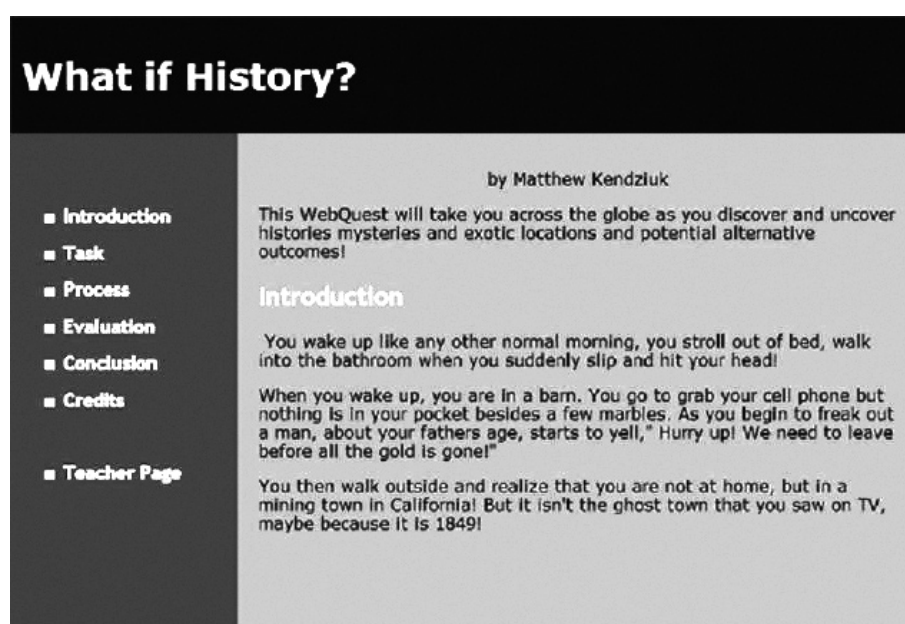 What if History?
Introduction
Task
Process
Evaluation
Conclusion
Credits
Teacher Page
by Matthew Kendziuk
This WebQuest will take you across the globe as you discover and uncover
histories mysteries and exotic locations and potential alternative
outcomes!
Introduction
You wake up like any other normal morning, you stroll out of bed, walk
into the bathroom when you suddenly slip and hit your head!
When you wake up, you are in a barn. You go to grab your cell phone but
nothing is in your pocket besides a few marbles. As you begin to freak out
a man, about your fathers age, starts to yell," Hurry up! We need to leave
before all the gold is gone!"
You then walk outside and realize that you are not at home, but in a
mining town in California! But it isn't the ghost town that you saw on TV,
maybe because it is 1849!